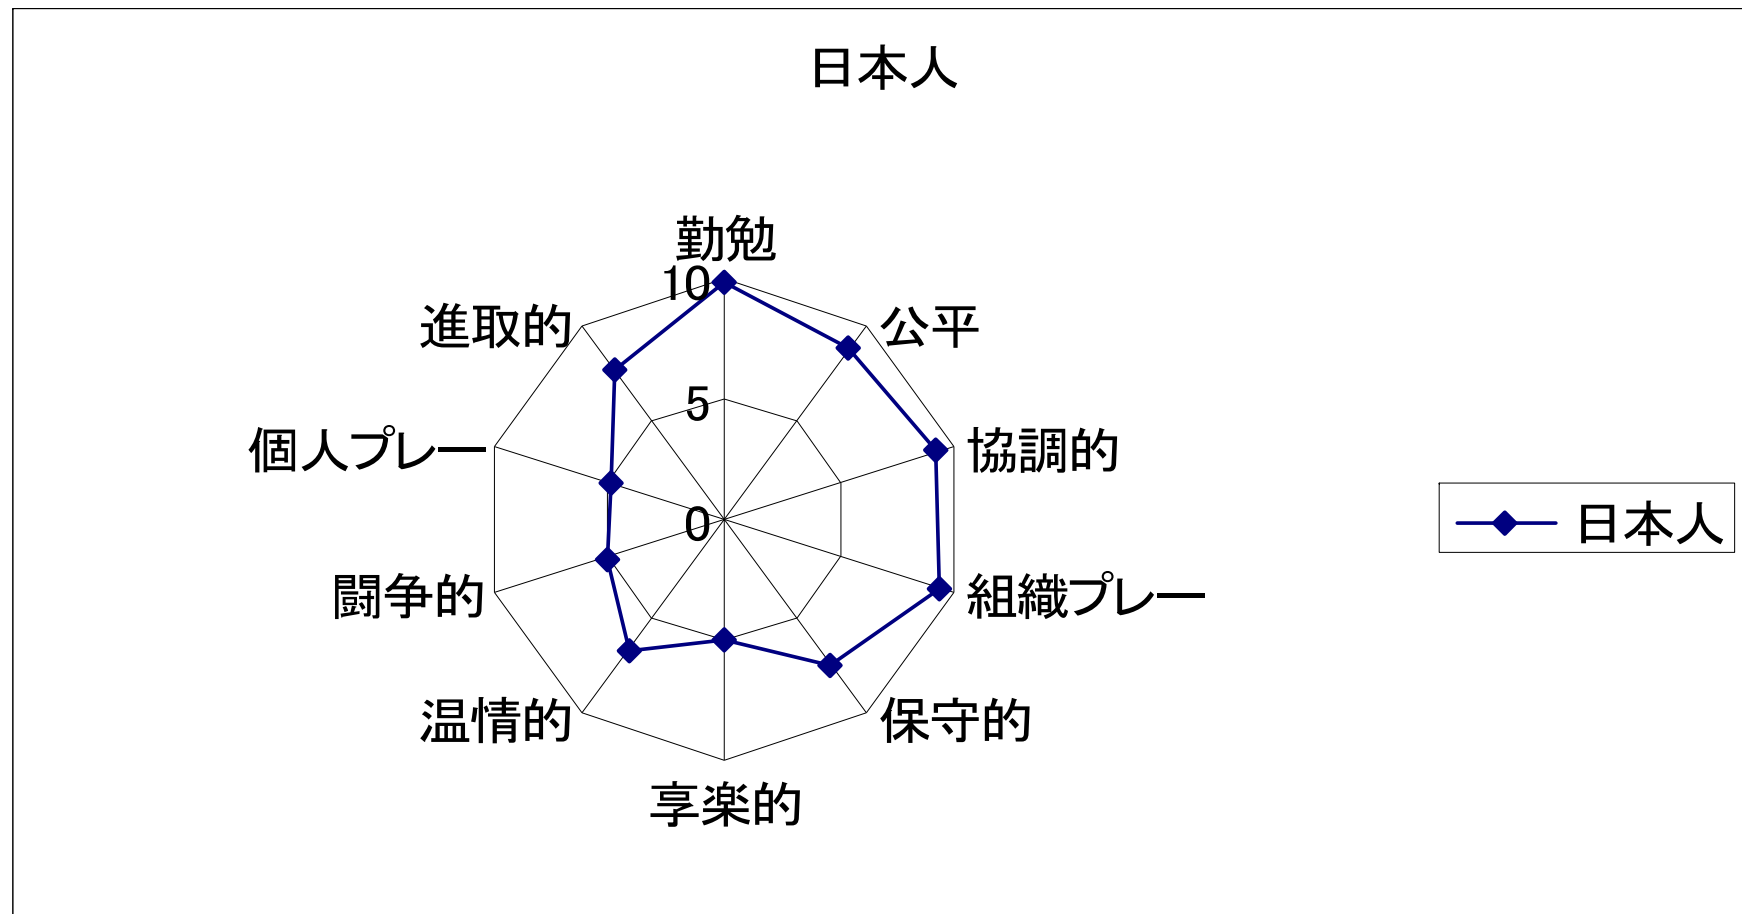 日本人
勤勉
10
進取的
公平
5
個人プレー
協調的
0
日本人
闘争的
組織プレー
温情的
保守的
享楽的